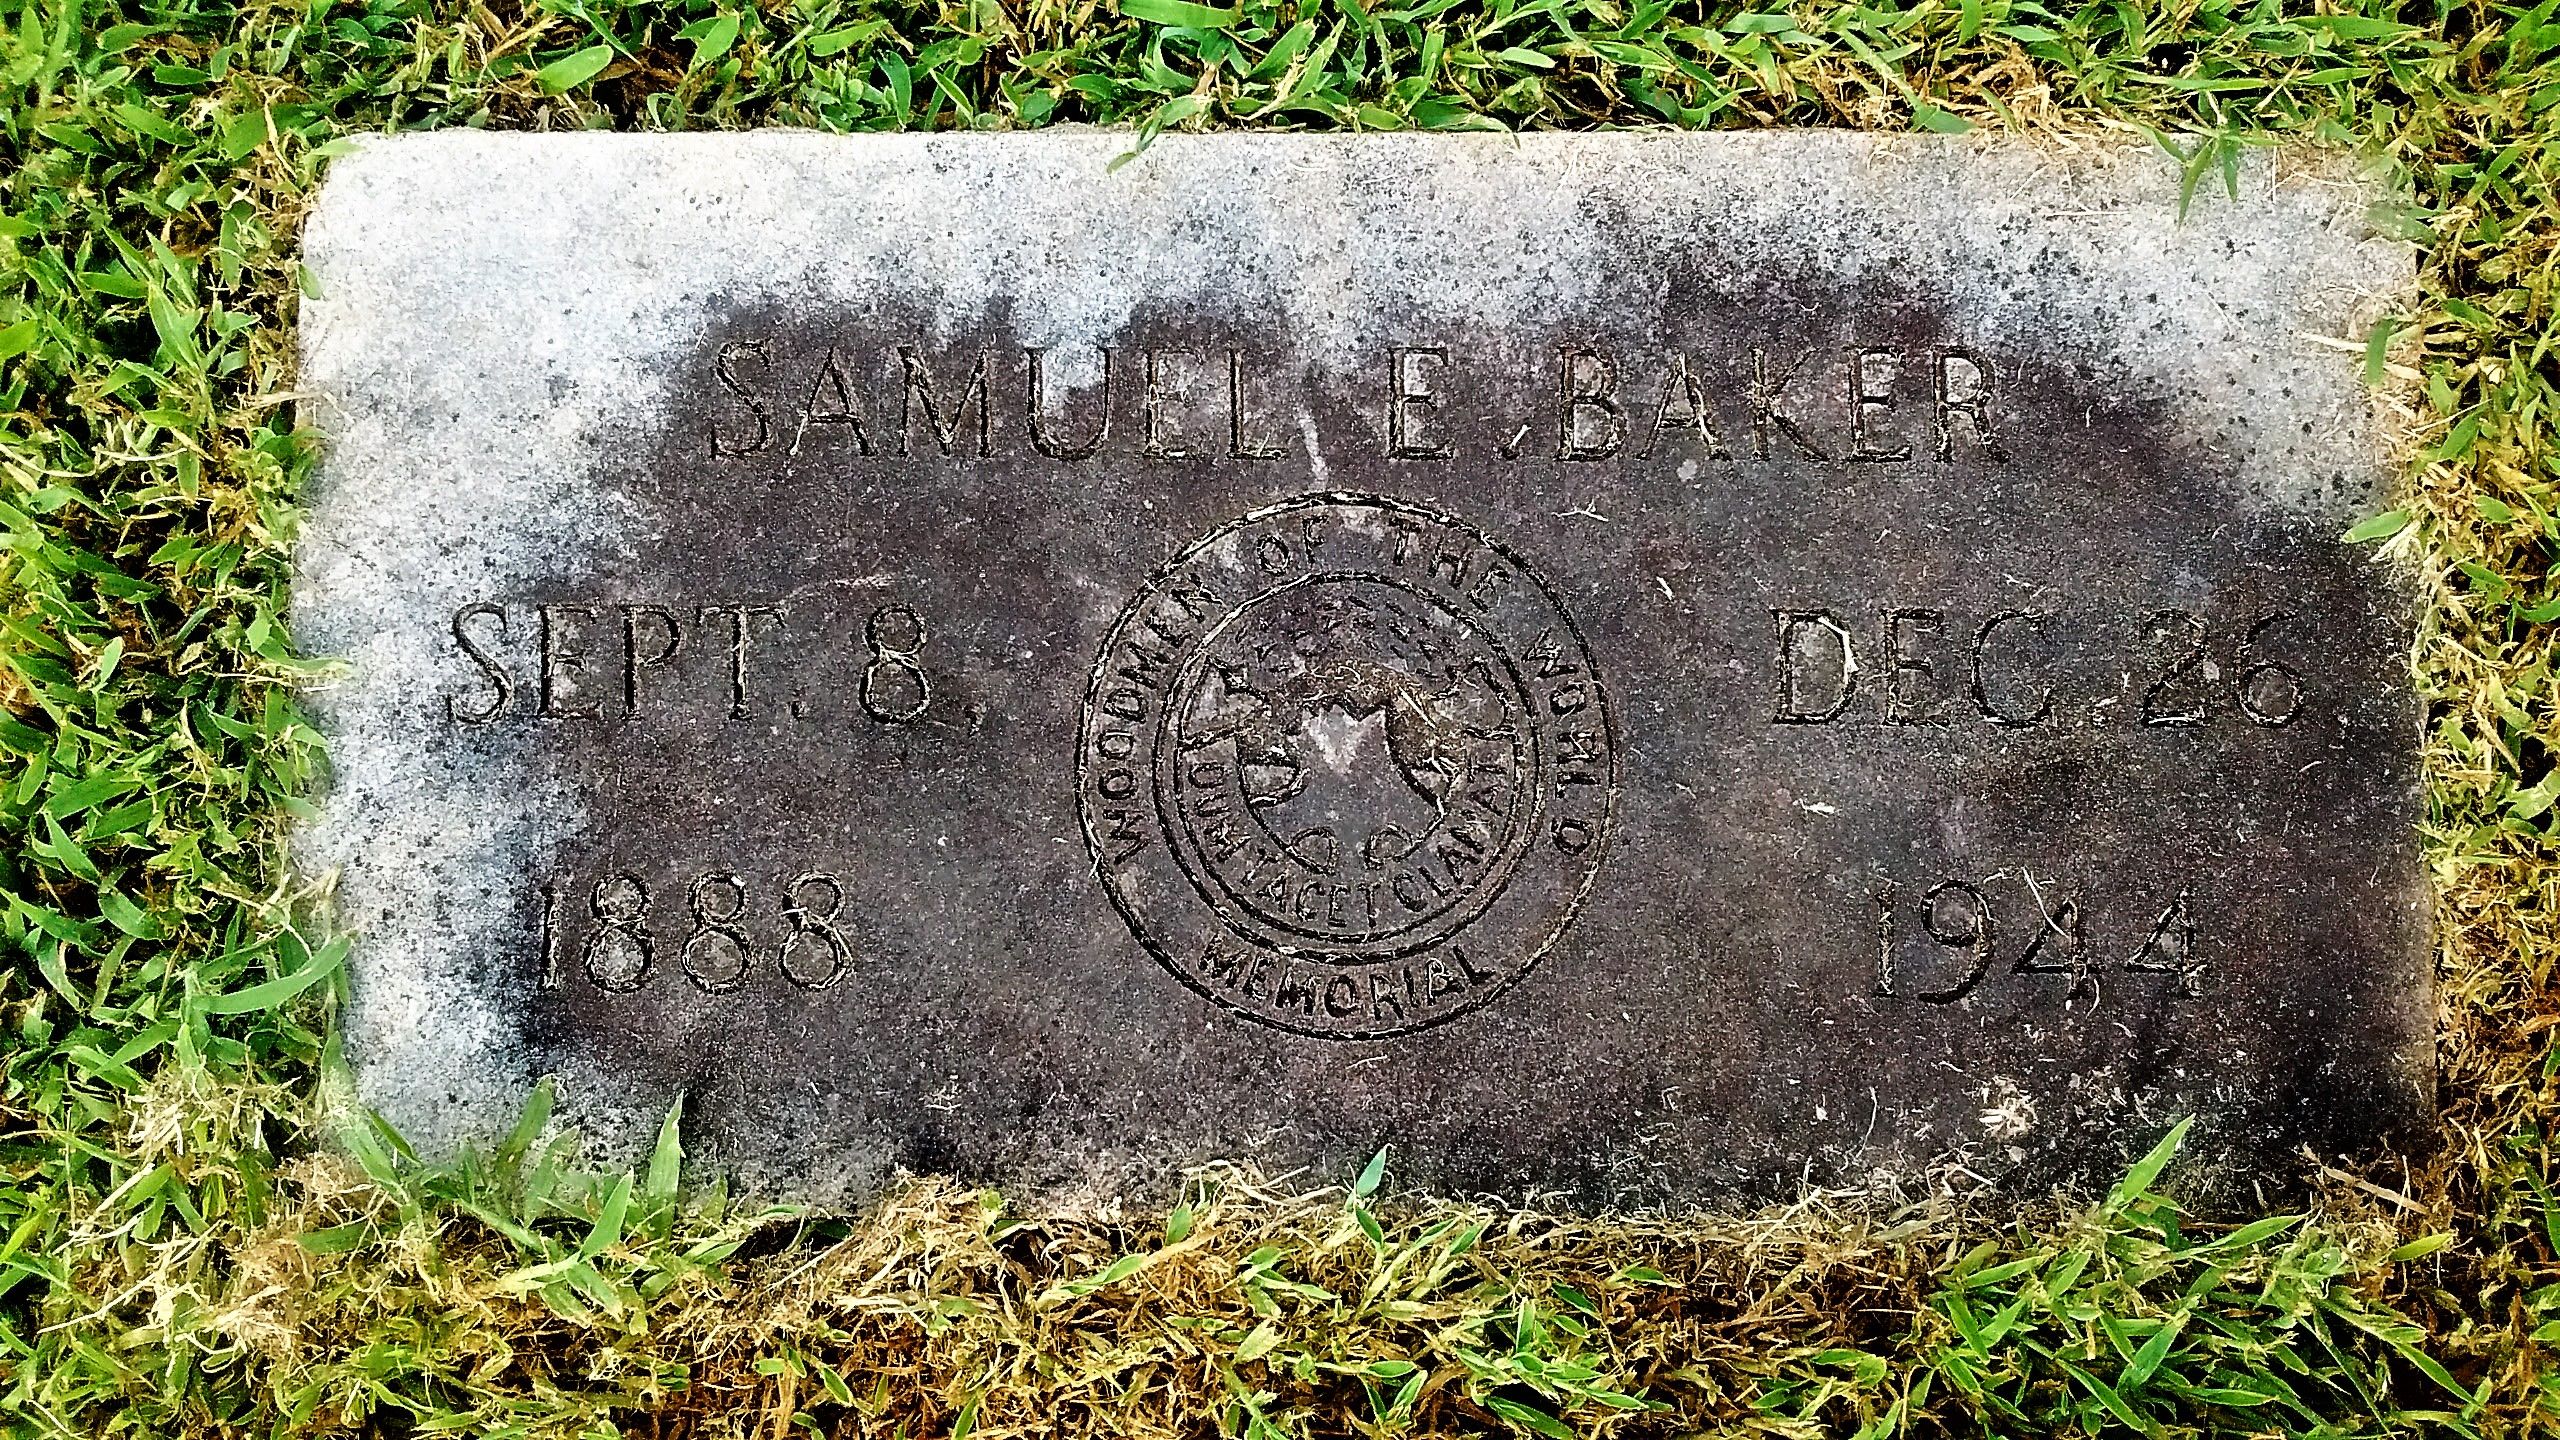 SAMUEL E. BAKER
SEPT. 8,
1888
WOODMEN OF THE WORLD
DUM TACET CLAMAT
MEMORIAL
DEC. 26
1944